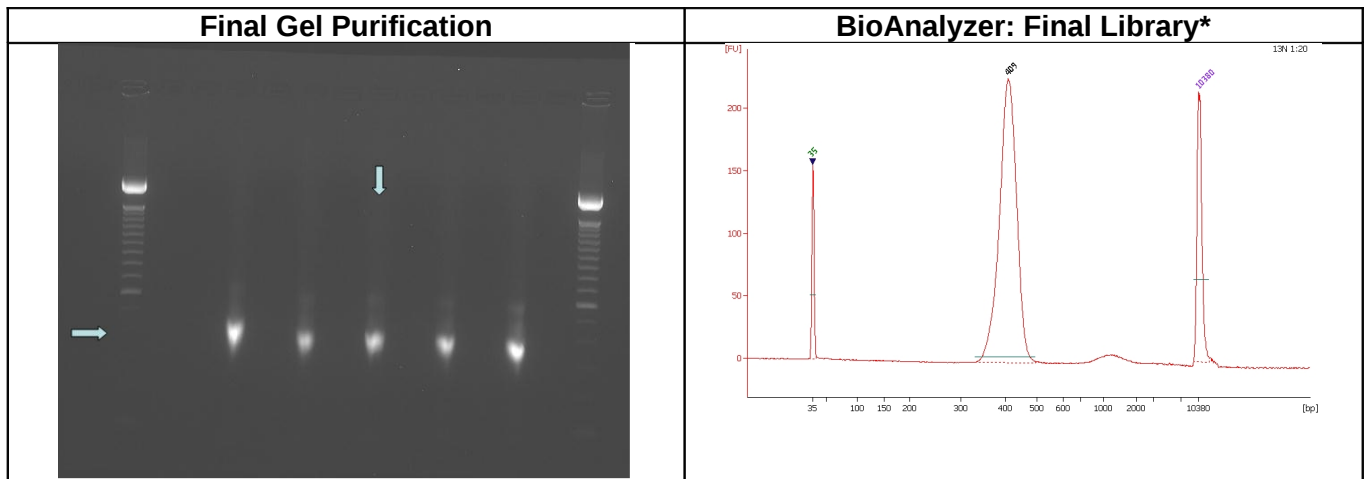 Final Gel Purification
BioAnalyzer: Final Library*
[FU]
13N 1:20
409
10380
35
200
150
100
50
0
35 100 150 200 300 400 500 600 1000 2000 10380 [bp]